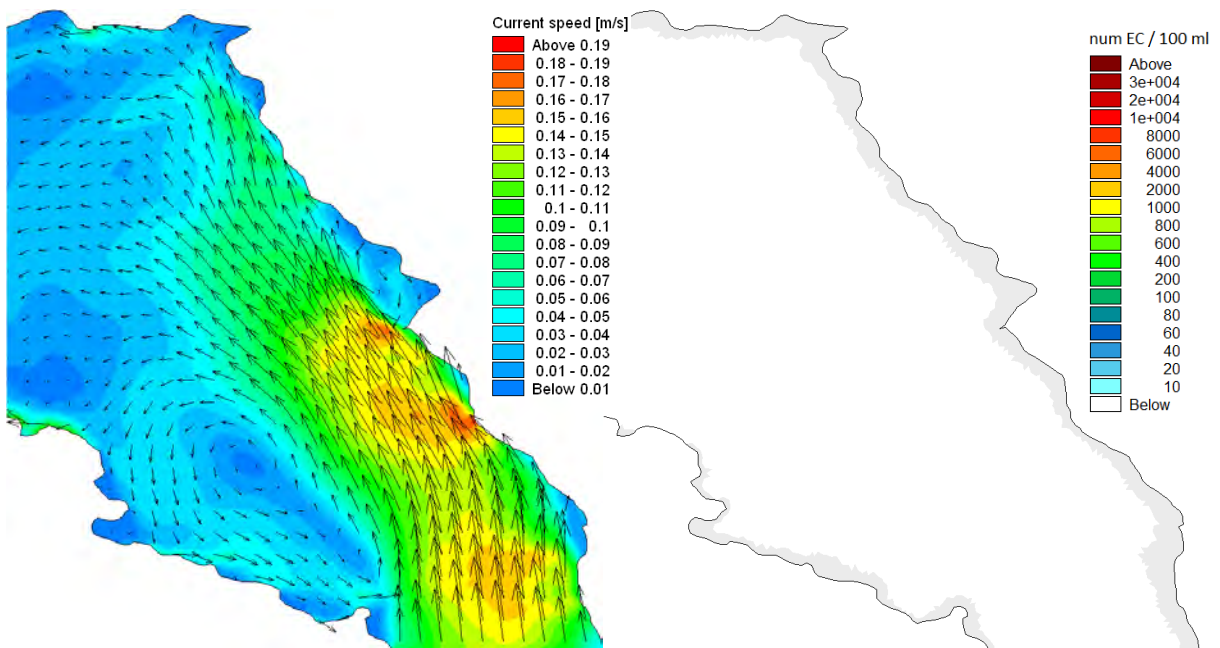 Current speed [m/s]
Above 0.19
0.18 - 0.19
0.17 - 0.18
0.16 - 0.17
0.15 - 0.16
0.14 - 0.15
0.13 - 0.14
0.12 - 0.13
0.11 - 0.12
0.1 - 0.11
0.09 - 0.1
0.08 - 0.09
0.07 - 0.08
0.06 - 0.07
0.05 - 0.06
0.04 - 0.05
0.03 - 0.04
0.02 - 0.03
0.01 - 0.02
Below 0.01
num EC / 100 ml
Above
3e+004
2e+004
1e+004
8000
6000
4000
2000
1000
800
600
400
200
100
80
60
40
20
10
Below